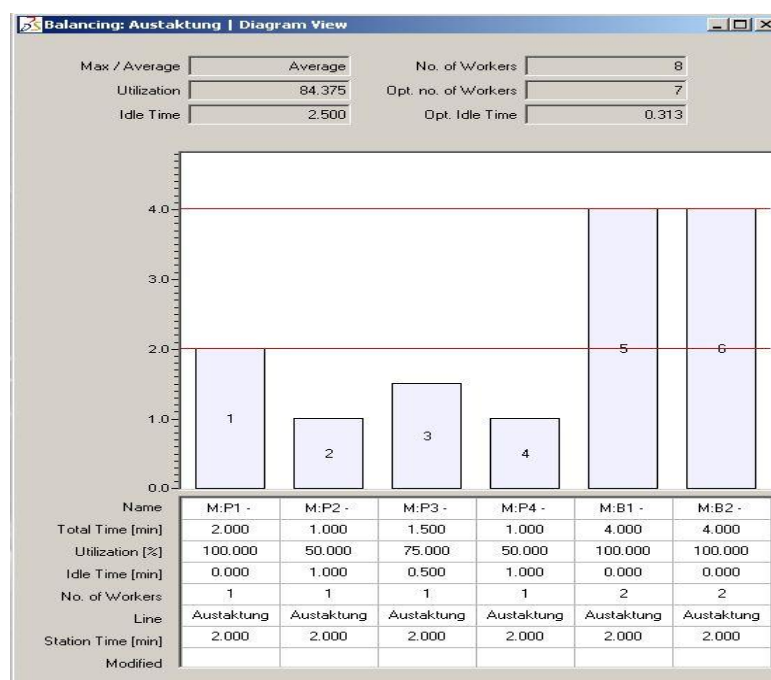 Balancing: Austaktung | Diagram View
Max / Average Average No. of Workers 8
Utilization 84.375 Opt. no. of Workers 7
Idle Time 2.500 Opt. Idle Time 0.313
4.0
3.0
2.0 5 6
1.0 1
3
2 4
0.0
Name M:P1 - M:P2 - M:P3 - M:P4 - M:B1 - M:B2 -
Total Time [min] 2.000 1.000 1.500 1.000 4.000 4.000
Utilization [%] 100.000 50.000 75.000 50.000 100.000 100.000
Idle Time [min] 0.000 1.000 0.500 1.000 0.000 0.000
No. of Workers 1 1 1 1 2 2
Line Austaktung Austaktung Austaktung Austaktung Austaktung Austaktung
Station Time [min] 2.000 2.000 2.000 2.000 2.000 2.000
Modified